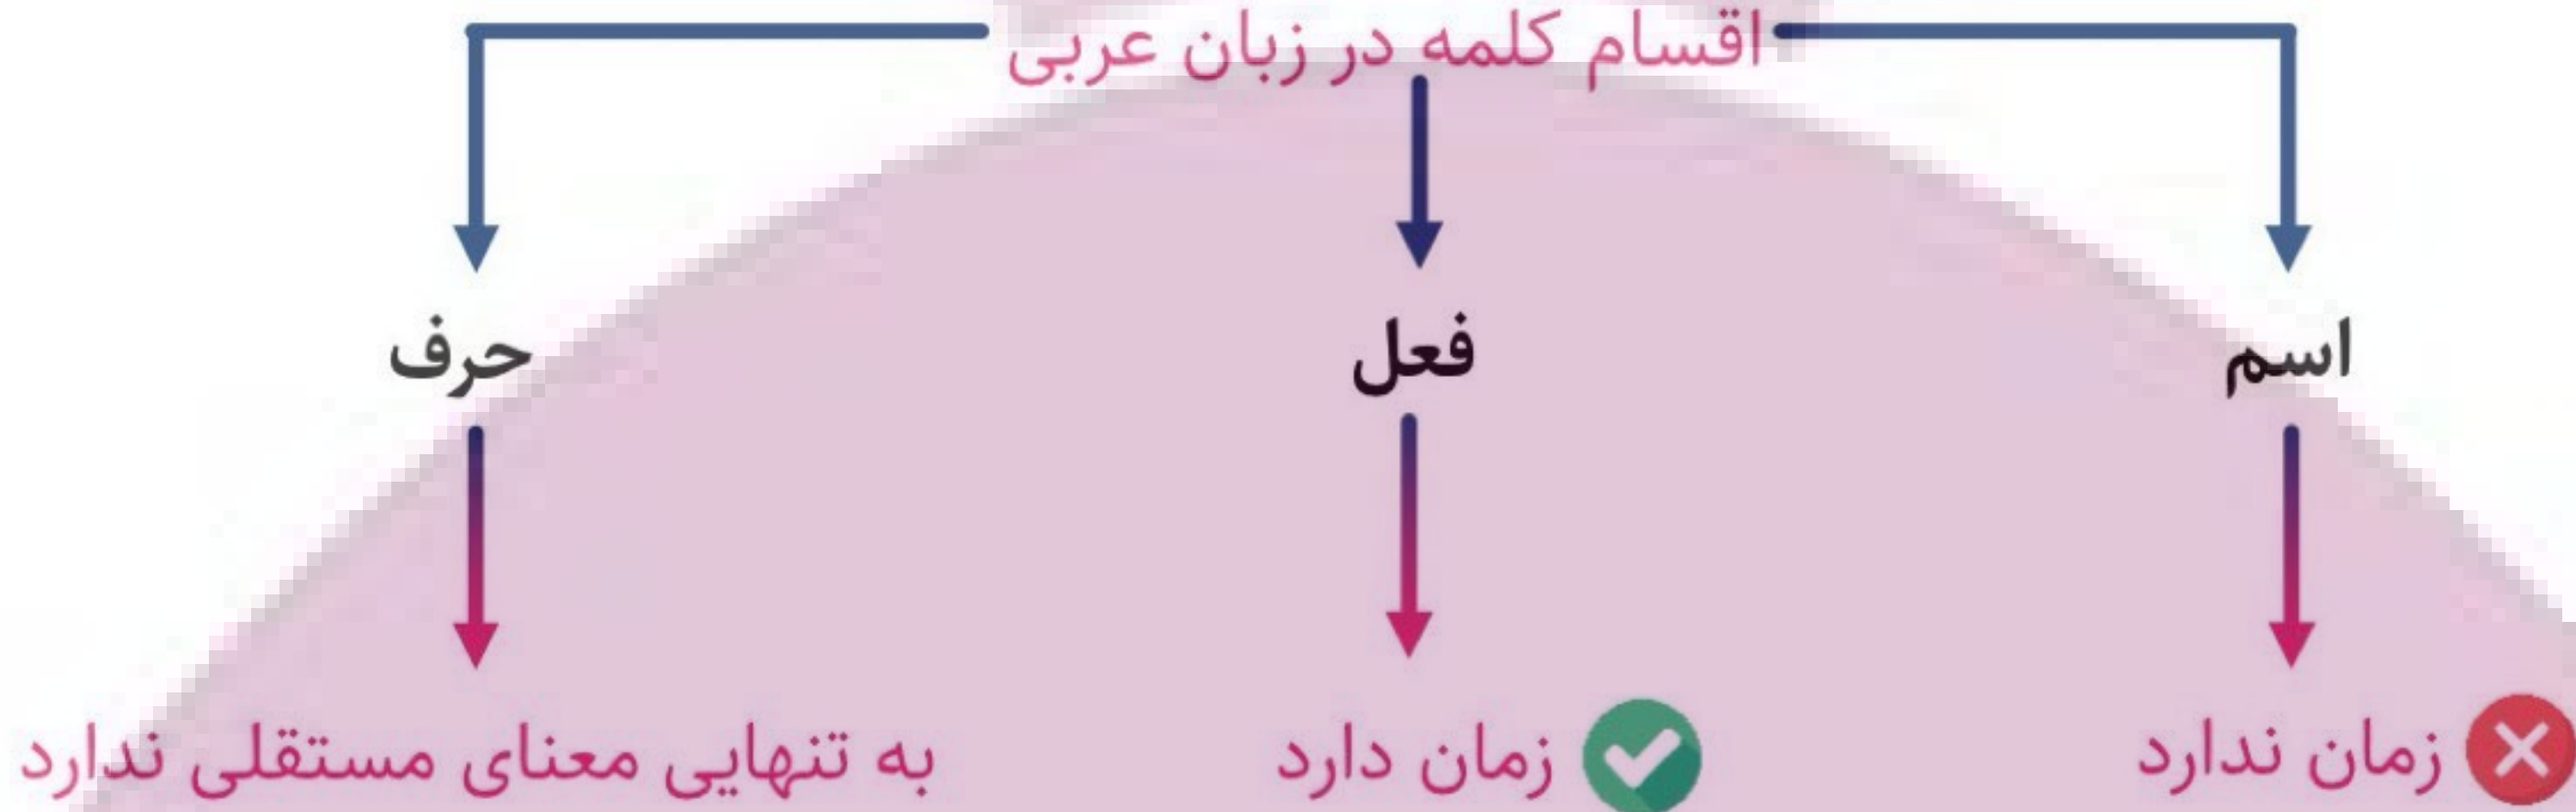 اقسام کلمه در زبان عربی
اسم
فعل
حرف
زمان ندارد
زمان دارد
به تنهایی معنای مستقلی ندارد